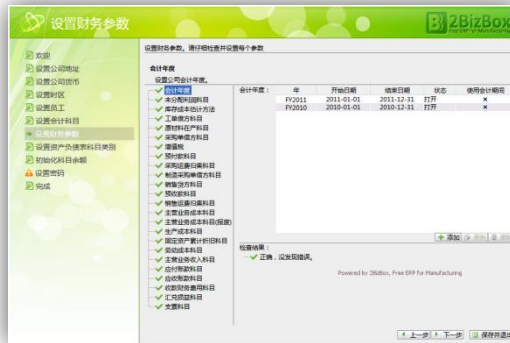 设置财务参数
2BizBox
Free ERP for Manufacturing
欢迎
设置公司地址
设置公司货币
设置时区
设置员工
设置会计科目
设置财务参数
设置资产负债表科目类别
初始化科目余额
设置密码
完成
设置财务参数。请仔细检查并设置每个参数
会计年度
设置公司会计年度。
会计年度
未分配利润科目
库存成本估计方法
工单借方科目
原材料在产科目
采购单借方科目
增值税
预付款科目
采购运费归集科目
制造采购单借方科目
销售贷方科目
预收款科目
销售运费归集科目
主营业务成本科目
主营业务成本科目(报废)
生产成本科目
固定资产累计折旧科目
劳动成本科目
主营业务收入科目
应付账款科目
应收账款科目
收款财务费用科目
汇兑损益科目
支票科目
会计年度：
年 开始日期 结束日期 状态 使用会计期间
FY2011 2011-01-01 2011-12-31 打开 ×
FY2010 2010-01-01 2010-12-31 打开 ×
添加
检查结果：
正确，没发现错误。
Powered by 2BizBox, Free ERP for Manufacturing
上一步 下一步 保存并退出